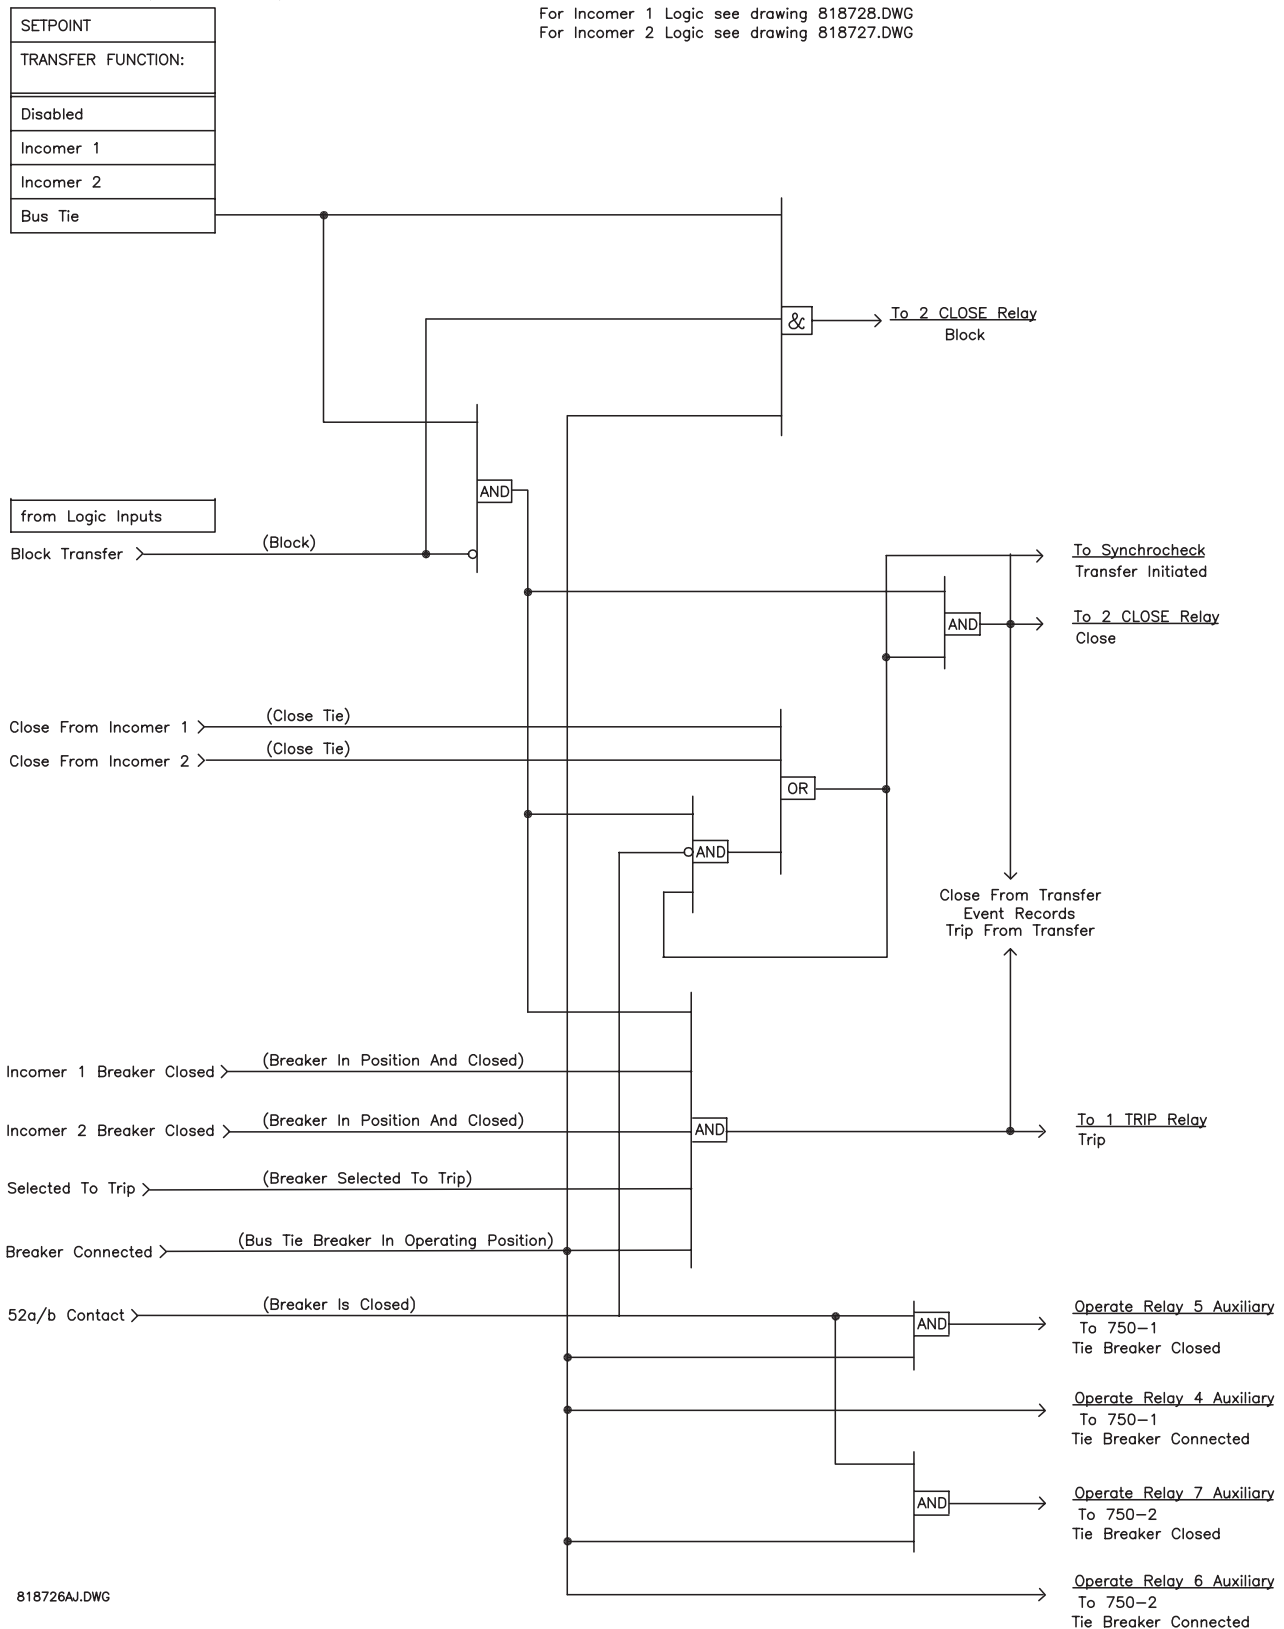 For Incomer 1 Logic see drawing 818728.DWG
For Incomer 2 Logic see drawing 818727.DWG
SETPOINT
TRANSFER FUNCTION:
Disabled
Incomer 1
Incomer 2
Bus Tie
&
To 2 CLOSE Relay
Block
AND
from Logic Inputs
Block Transfer
(Block)
To Synchrocheck
Transfer Initiated
AND
To 2 CLOSE Relay
Close
Close From Incomer 1
(Close Tie)
Close From Incomer 2
(Close Tie)
OR
AND
Close From Transfer
Event Records
Trip From Transfer
Incomer 1 Breaker Closed
(Breaker In Position And Closed)
Incomer 2 Breaker Closed
(Breaker In Position And Closed)
AND
To 1 TRIP Relay
Trip
Selected To Trip
(Breaker Selected To Trip)
Breaker Connected
(Bus Tie Breaker In Operating Position)
52a/b Contact
(Breaker Is Closed)
AND
Operate Relay 5 Auxiliary
To 750-1
Tie Breaker Closed
Operate Relay 4 Auxiliary
To 750-1
Tie Breaker Connected
AND
Operate Relay 7 Auxiliary
To 750-2
Tie Breaker Closed
Operate Relay 6 Auxiliary
To 750-2
Tie Breaker Connected
818726AJ.DWG